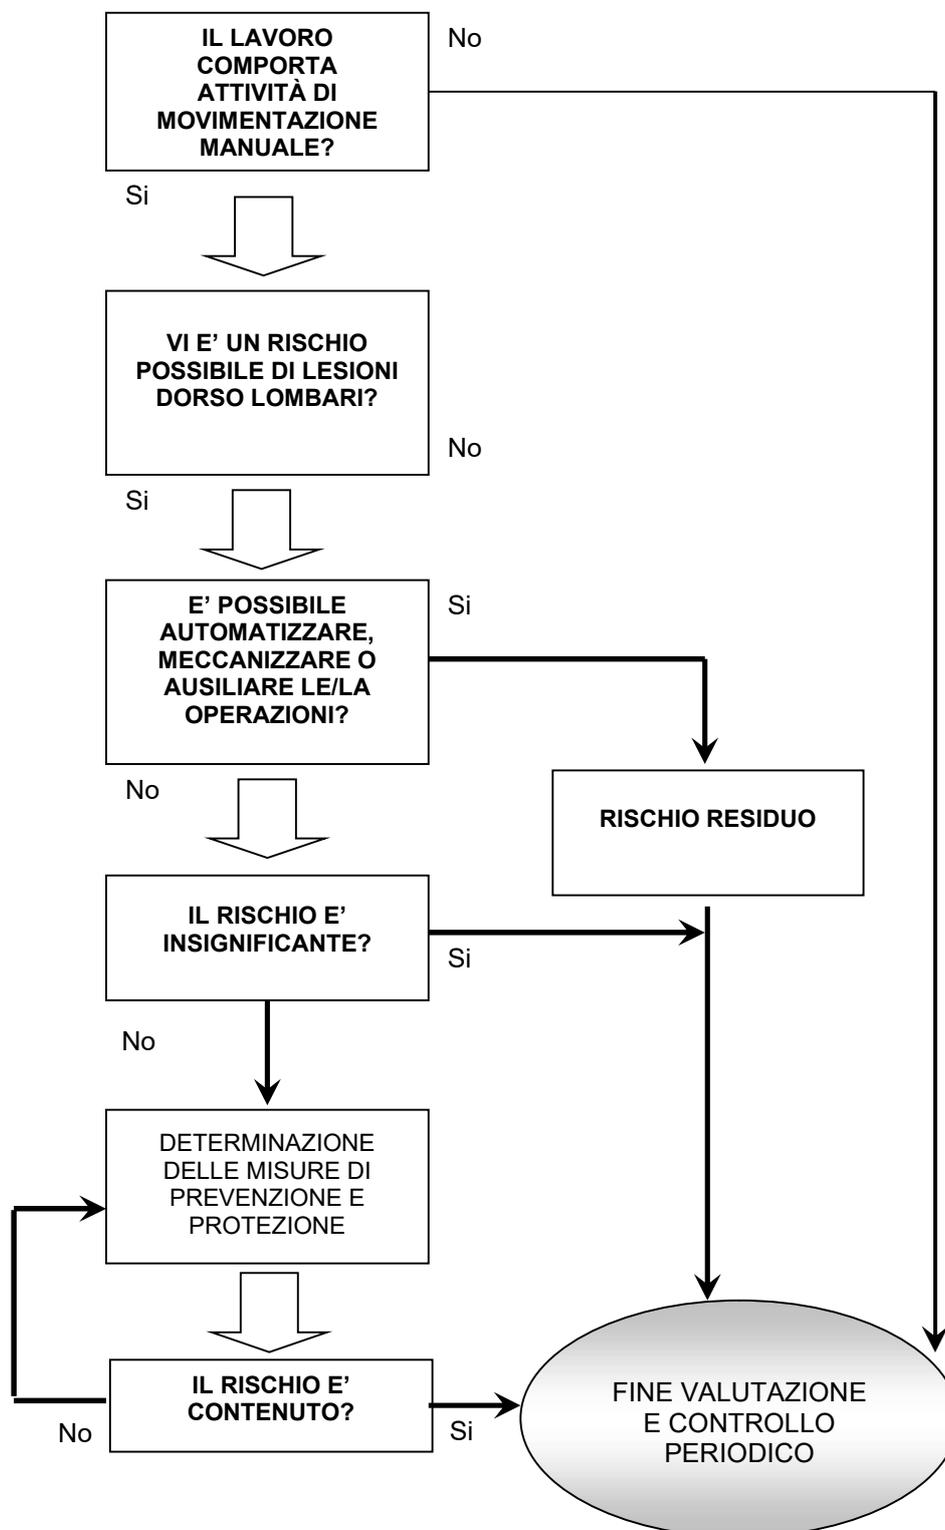 IL LAVORO
COMPORTA
ATTIVITÀ DI
MOVIMENTAZIONE
MANUALE?
No
Si
VI E’ UN RISCHIO
POSSIBILE DI LESIONI
DORSO LOMBARI?
No
Si
E’ POSSIBILE
AUTOMATIZZARE,
MECCANIZZARE O
AUSILIARE LE/LA
OPERAZIONI?
Si
No
RISCHIO RESIDUO
IL RISCHIO E’
INSIGNIFICANTE?
Si
No
DETERMINAZIONE
DELLE MISURE DI
PREVENZIONE E
PROTEZIONE
IL RISCHIO E’
CONTENUTO?
No
Si
FINE VALUTAZIONE
E CONTROLLO
PERIODICO